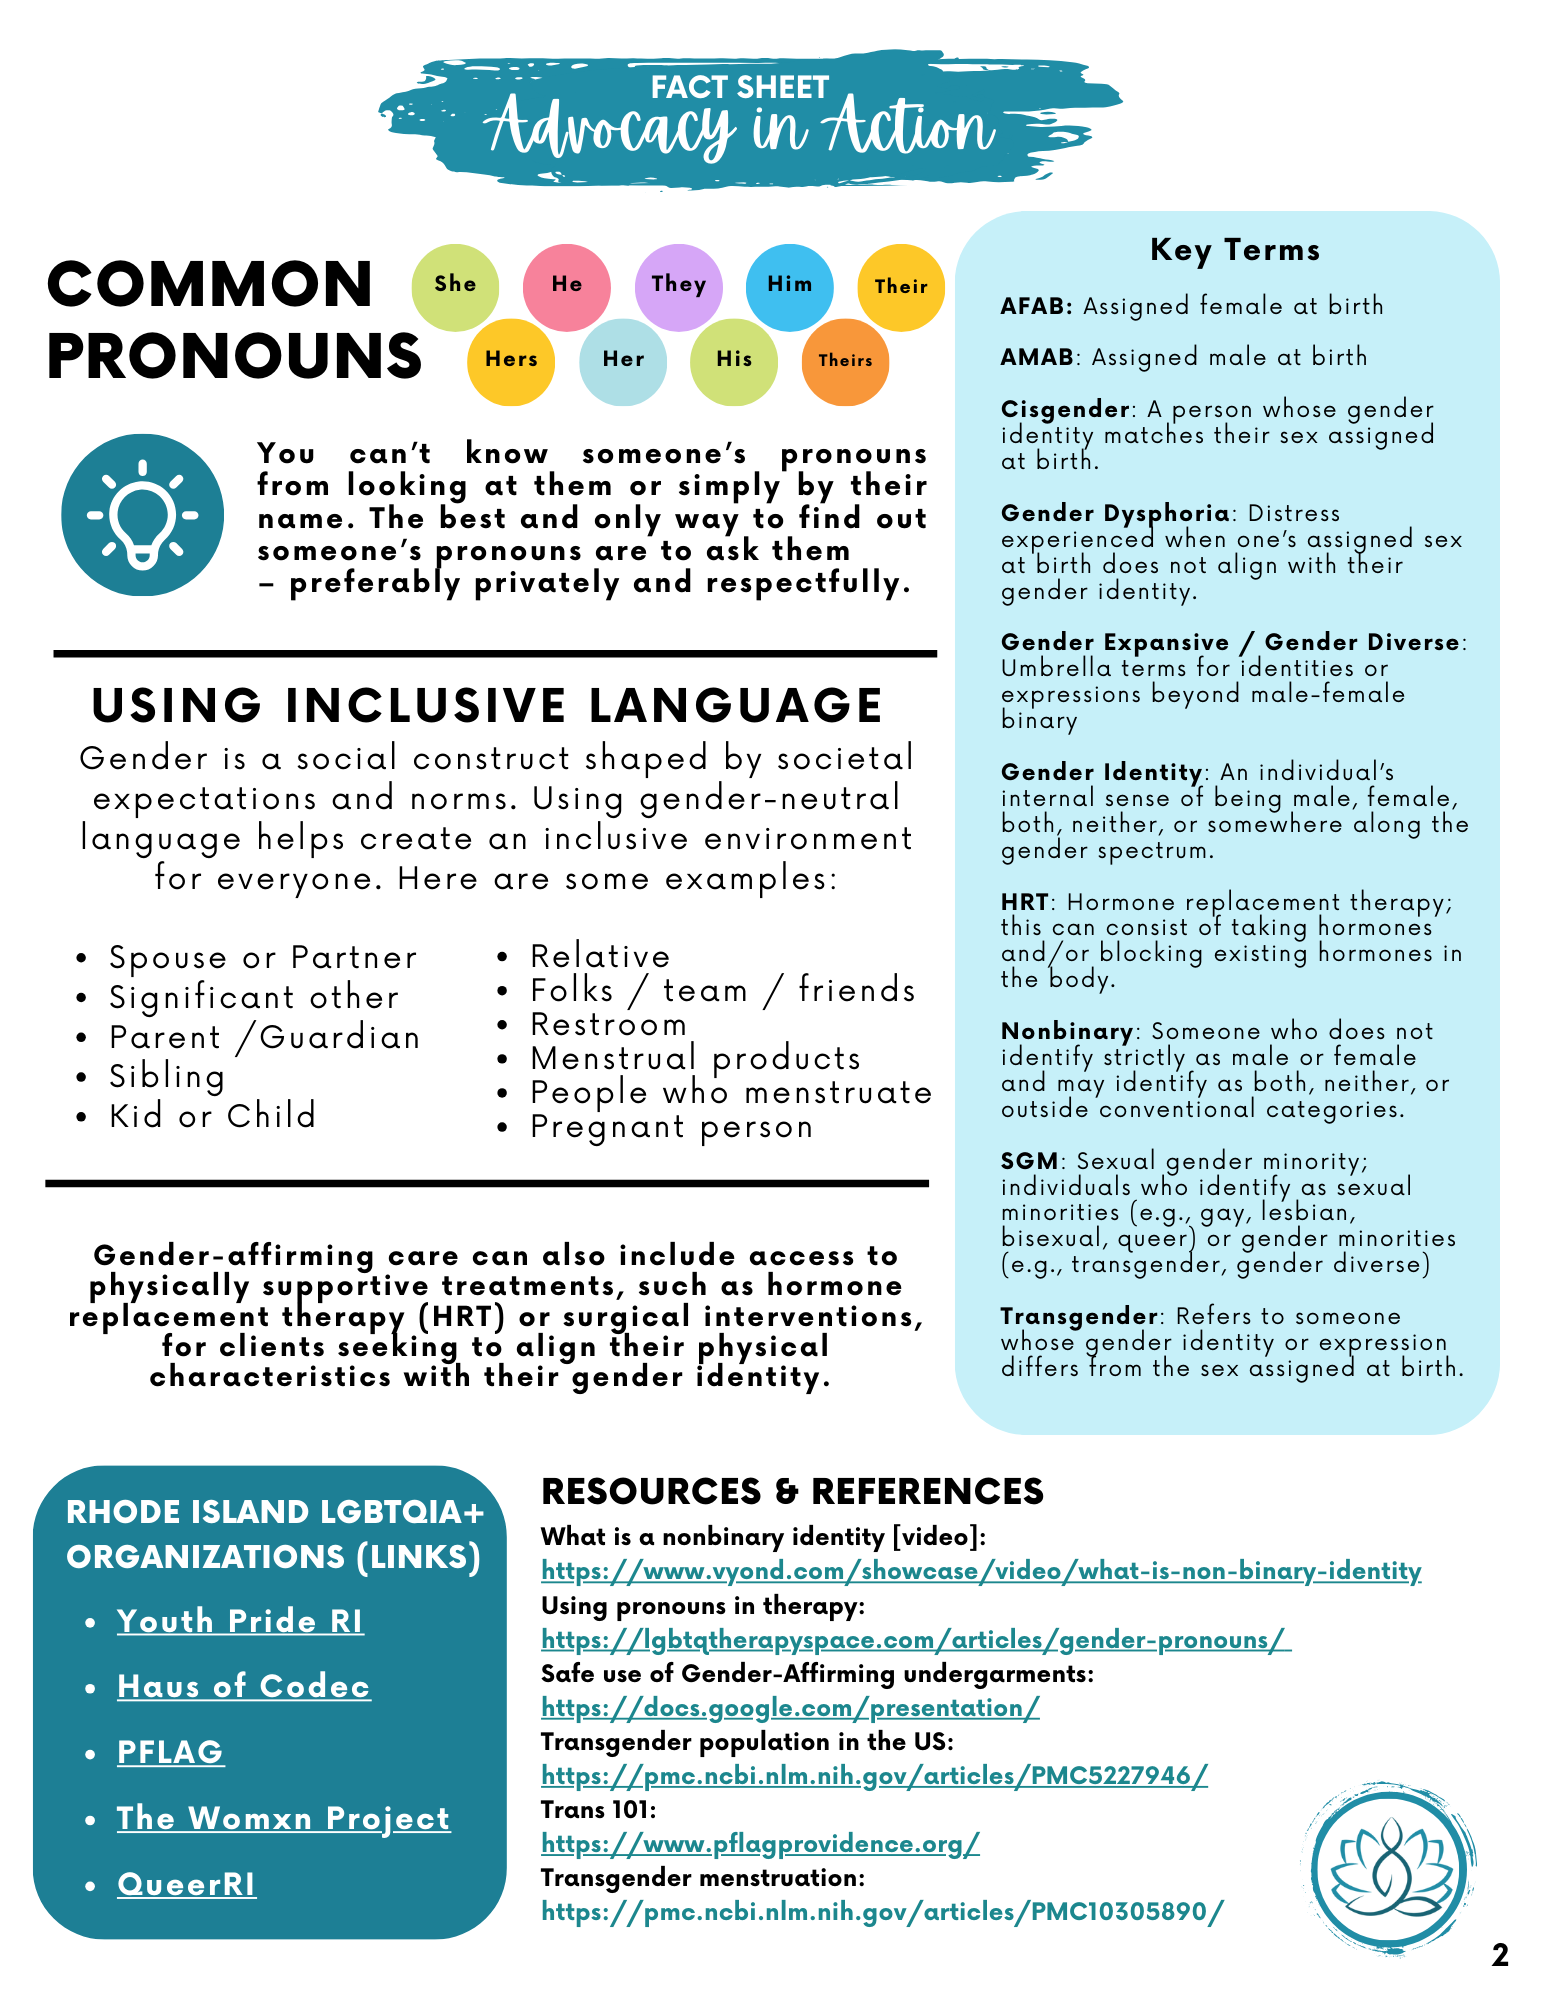 FACT SHEET
Advocacy in Action
COMMON
PRONOUNS
She
He
They
Him
Their
Hers
Her
His
Theirs
You can’t know someone’s pronouns
from looking at them or simply by their
name. The best and only way to find out
someone’s pronouns are to ask them
– preferably privately and respectfully.
USING INCLUSIVE LANGUAGE
Gender is a social construct shaped by societal
expectations and norms. Using gender-neutral
language helps create an inclusive environment
for everyone. Here are some examples:
• Spouse or Partner
• Significant other
• Parent /Guardian
• Sibling
• Kid or Child
• Relative
• Folks / team / friends
• Restroom
• Menstrual products
• People who menstruate
• Pregnant person
Gender-affirming care can also include access to
physically supportive treatments, such as hormone
replacement therapy (HRT) or surgical interventions,
for clients seeking to align their physical
characteristics with their gender identity.
Key Terms
AFAB: Assigned female at birth
AMAB: Assigned male at birth
Cisgender: A person whose gender
identity matches their sex assigned
at birth.
Gender Dysphoria: Distress
experienced when one’s assigned sex
at birth does not align with their
gender identity.
Gender Expansive / Gender Diverse:
Umbrella terms for identities or
expressions beyond male-female
binary
Gender Identity: An individual’s
internal sense of being male, female,
both, neither, or somewhere along the
gender spectrum.
HRT: Hormone replacement therapy;
this can consist of taking hormones
and/or blocking existing hormones in
the body.
Nonbinary: Someone who does not
identify strictly as male or female
and may identify as both, neither, or
outside conventional categories.
SGM: Sexual gender minority;
individuals who identify as sexual
minorities (e.g., gay, lesbian,
bisexual, queer) or gender minorities
(e.g., transgender, gender diverse)
Transgender: Refers to someone
whose gender identity or expression
differs from the sex assigned at birth.
RHODE ISLAND LGBTQIA+
ORGANIZATIONS (LINKS)
• Youth Pride RI
• Haus of Codec
• PFLAG
• The Womxn Project
• QueerRI
RESOURCES & REFERENCES
What is a nonbinary identity [video]:
https://www.vyond.com/showcase/video/what-is-non-binary-identity
Using pronouns in therapy:
https://lgbtqtherapyspace.com/articles/gender-pronouns/
Safe use of Gender-Affirming undergarments:
https://docs.google.com/presentation/
Transgender population in the US:
https://pmc.ncbi.nlm.nih.gov/articles/PMC5227946/
Trans 101:
https://www.pflagprovidence.org/
Transgender menstruation:
https://pmc.ncbi.nlm.nih.gov/articles/PMC10305890/
2